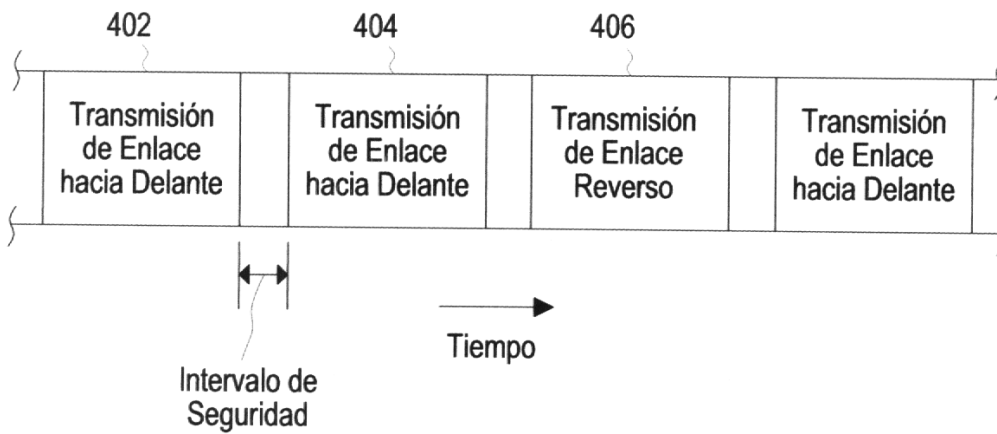 402
404
406
Transmisión
de Enlace
hacia Delante
Transmisión
de Enlace
hacia Delante
Transmisión
de Enlace
Reverso
Transmisión
de Enlace
hacia Delante
Tiempo
Intervalo de
Seguridad